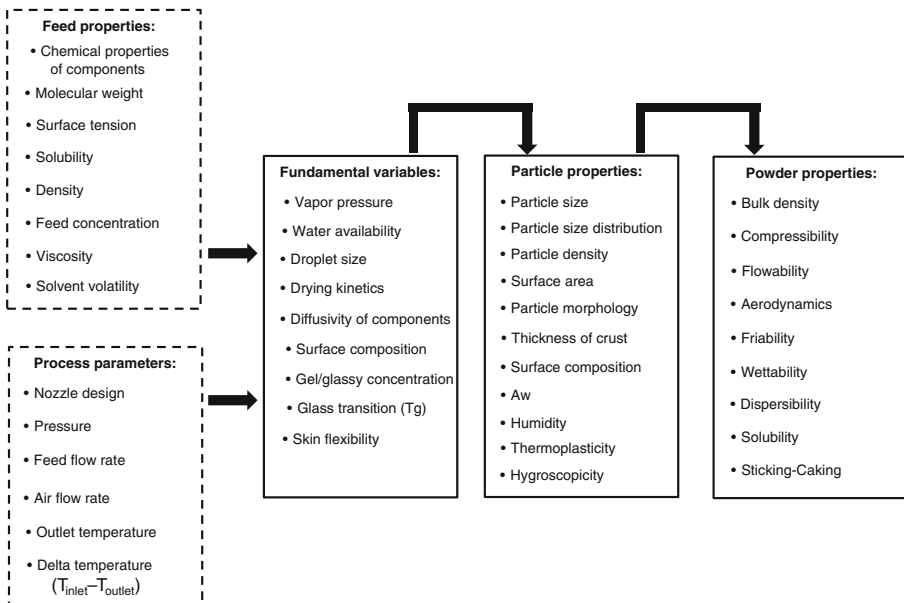 Feed properties:
• Chemical properties
of components
• Molecular weight
• Surface tension
• Solubility
• Density
• Feed concentration
• Viscosity
• Solvent volatility
Process parameters:
• Nozzle design
• Pressure
• Feed flow rate
• Air flow rate
• Outlet temperature
• Delta temperature
(Tinlet–Toutlet)
Fundamental variables:
• Vapor pressure
• Water availability
• Droplet size
• Drying kinetics
• Diffusivity of components
• Surface composition
• Gel/glassy concentration
• Glass transition (Tg)
• Skin flexibility
Particle properties:
• Particle size
• Particle size distribution
• Particle density
• Surface area
• Particle morphology
• Thickness of crust
• Surface composition
• Aw
• Humidity
• Thermoplasticity
• Hygroscopicity
Powder properties:
• Bulk density
• Compressibility
• Flowability
• Aerodynamics
• Friability
• Wettability
• Dispersibility
• Solubility
• Sticking-Caking